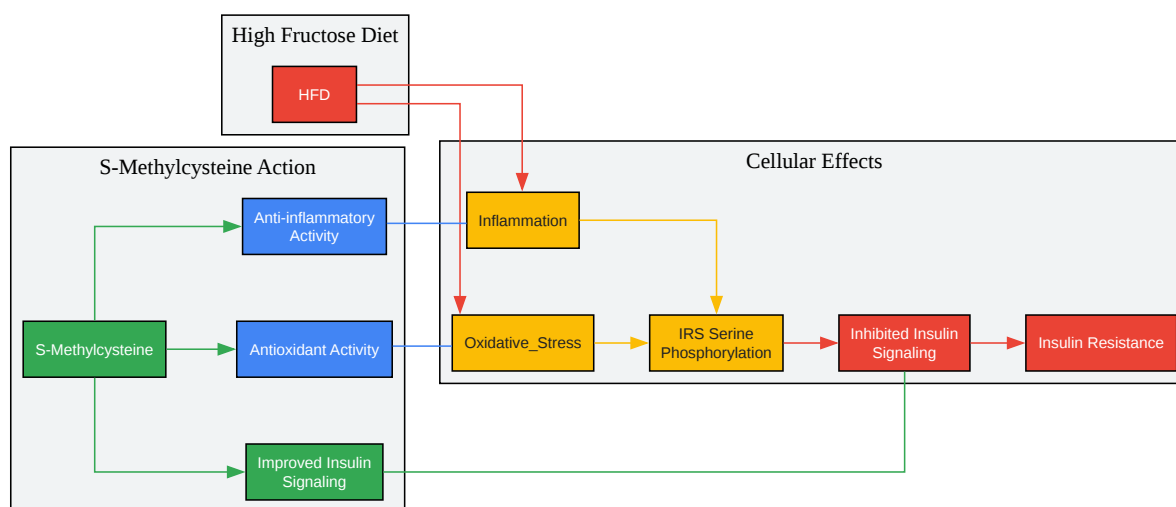 High Fructose Diet
HFD
S-Methylcysteine Action
Cellular Effects
Anti-inflammatory
Activity
Inflammation
S-Methylcysteine
Antioxidant Activity
Oxidative_Stress
IRS Serine
Phosphorylation
Inhibited Insulin
Signaling
Insulin Resistance
Improved Insulin
Signaling